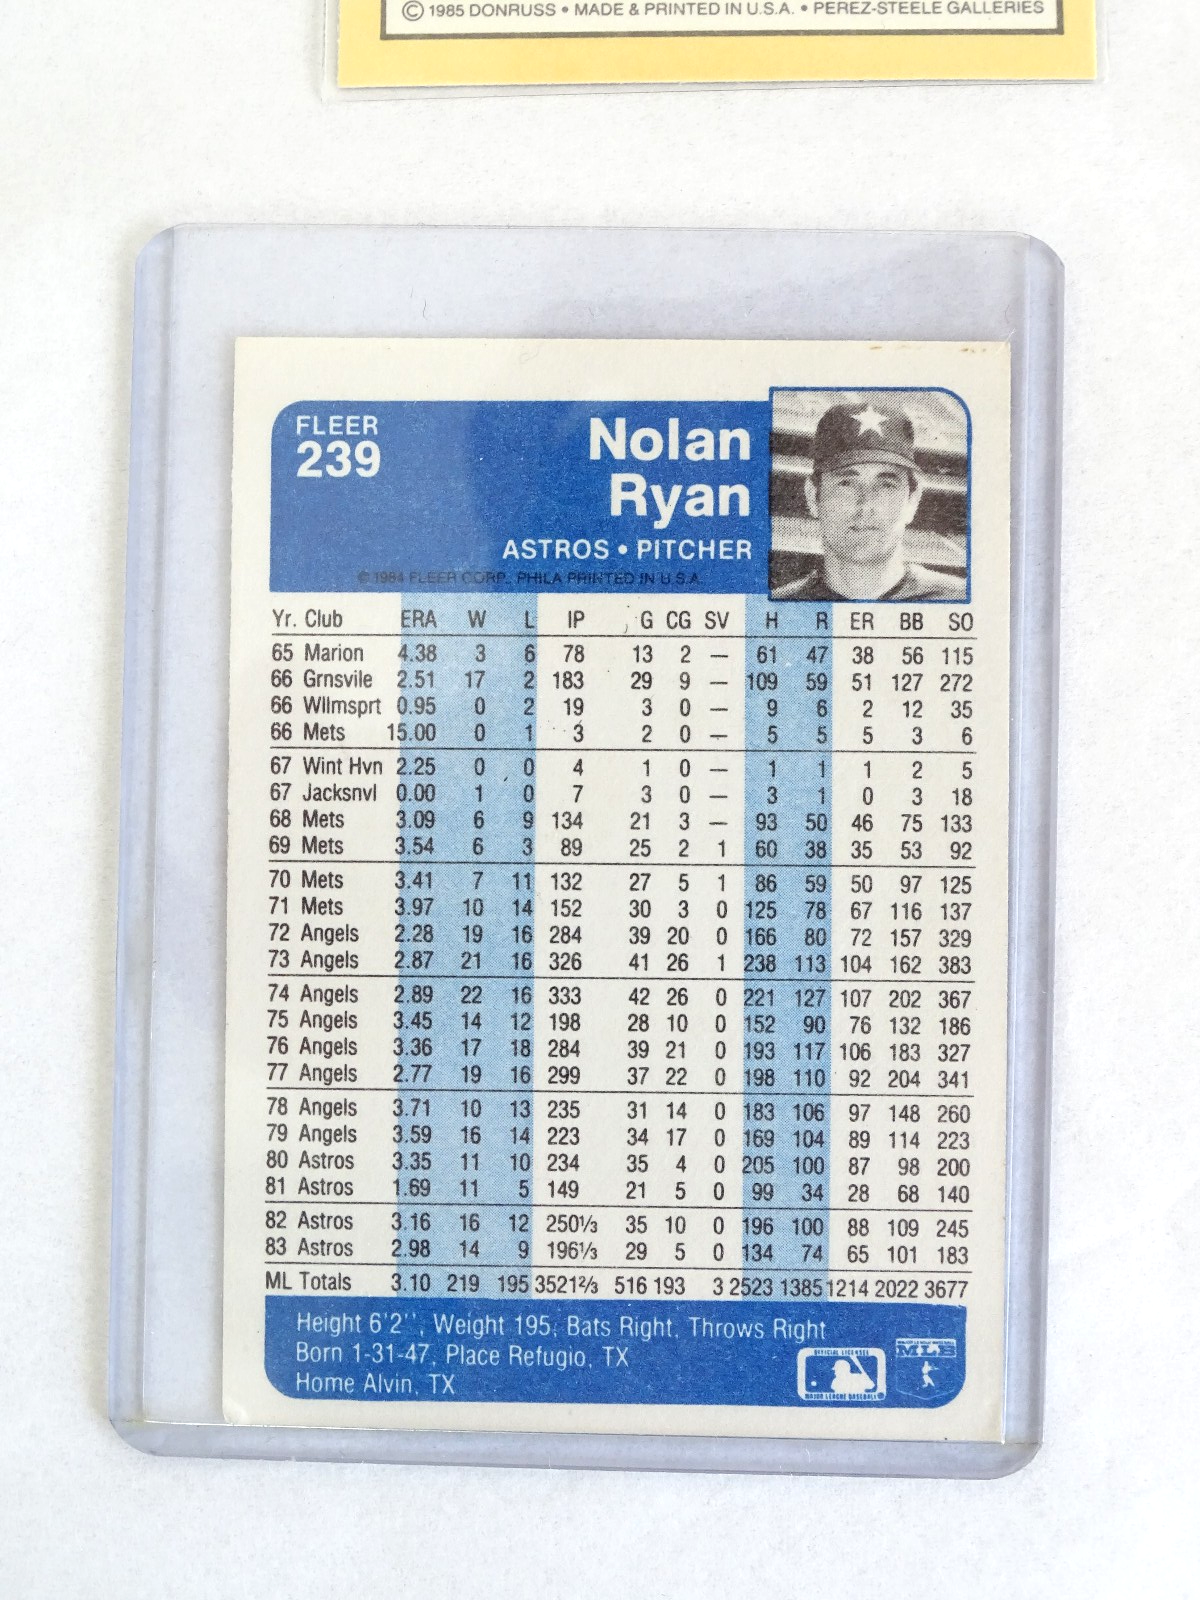 © 1985 DONRUSS • MADE & PRINTED IN U.S.A. • PEREZ-STEELE GALLERIES
FLEER
239
Nolan
Ryan
ASTROS • PITCHER
© 1984 FLEER CORP. PHILA PRINTED IN U.S.A.
Yr. Club ERA W L IP G CG SV H R ER BB SO
65 Marion 4.38 3 6 78 13 2 — 61 47 38 56 115
66 Grnsvile 2.51 17 2 183 29 9 — 109 59 51 127 272
66 Wllmsprt 0.95 0 2 19 3 0 — 9 6 2 12 35
66 Mets 15.00 0 1 3 2 0 — 5 5 5 3 6
67 Wint Hvn 2.25 0 0 4 1 0 — 1 1 1 2 5
67 Jacksnvl 0.00 1 0 7 3 0 — 3 1 0 3 18
68 Mets 3.09 6 9 134 21 3 — 93 50 46 75 133
69 Mets 3.54 6 3 89 25 2 1 60 38 35 53 92
70 Mets 3.41 7 11 132 27 5 1 86 59 50 97 125
71 Mets 3.97 10 14 152 30 3 0 125 78 67 116 137
72 Angels 2.28 19 16 284 39 20 0 166 80 72 157 329
73 Angels 2.87 21 16 326 41 26 1 238 113 104 162 383
74 Angels 2.89 22 16 333 42 26 0 221 127 107 202 367
75 Angels 3.45 14 12 198 28 10 0 152 90 76 132 186
76 Angels 3.36 17 18 284 39 21 0 193 117 106 183 327
77 Angels 2.77 19 16 299 37 22 0 198 110 92 204 341
78 Angels 3.71 10 13 235 31 14 0 183 106 97 148 260
79 Angels 3.59 16 14 223 34 17 0 169 104 89 114 223
80 Astros 3.35 11 10 234 35 4 0 205 100 87 98 200
81 Astros 1.69 11 5 149 21 5 0 99 34 28 68 140
82 Astros 3.16 16 12 250⅓ 35 10 0 196 100 88 109 245
83 Astros 2.98 14 9 196⅓ 29 5 0 134 74 65 101 183
ML Totals 3.10 219 195 3521⅔ 516 193 3 2523 1385 1214 2022 3677
Height 6'2'', Weight 195, Bats Right, Throws Right
Born 1-31-47, Place Refugio, TX
Home Alvin, TX
OFFICIAL LICENSEE
MAJOR LEAGUE BASEBALL
MLB